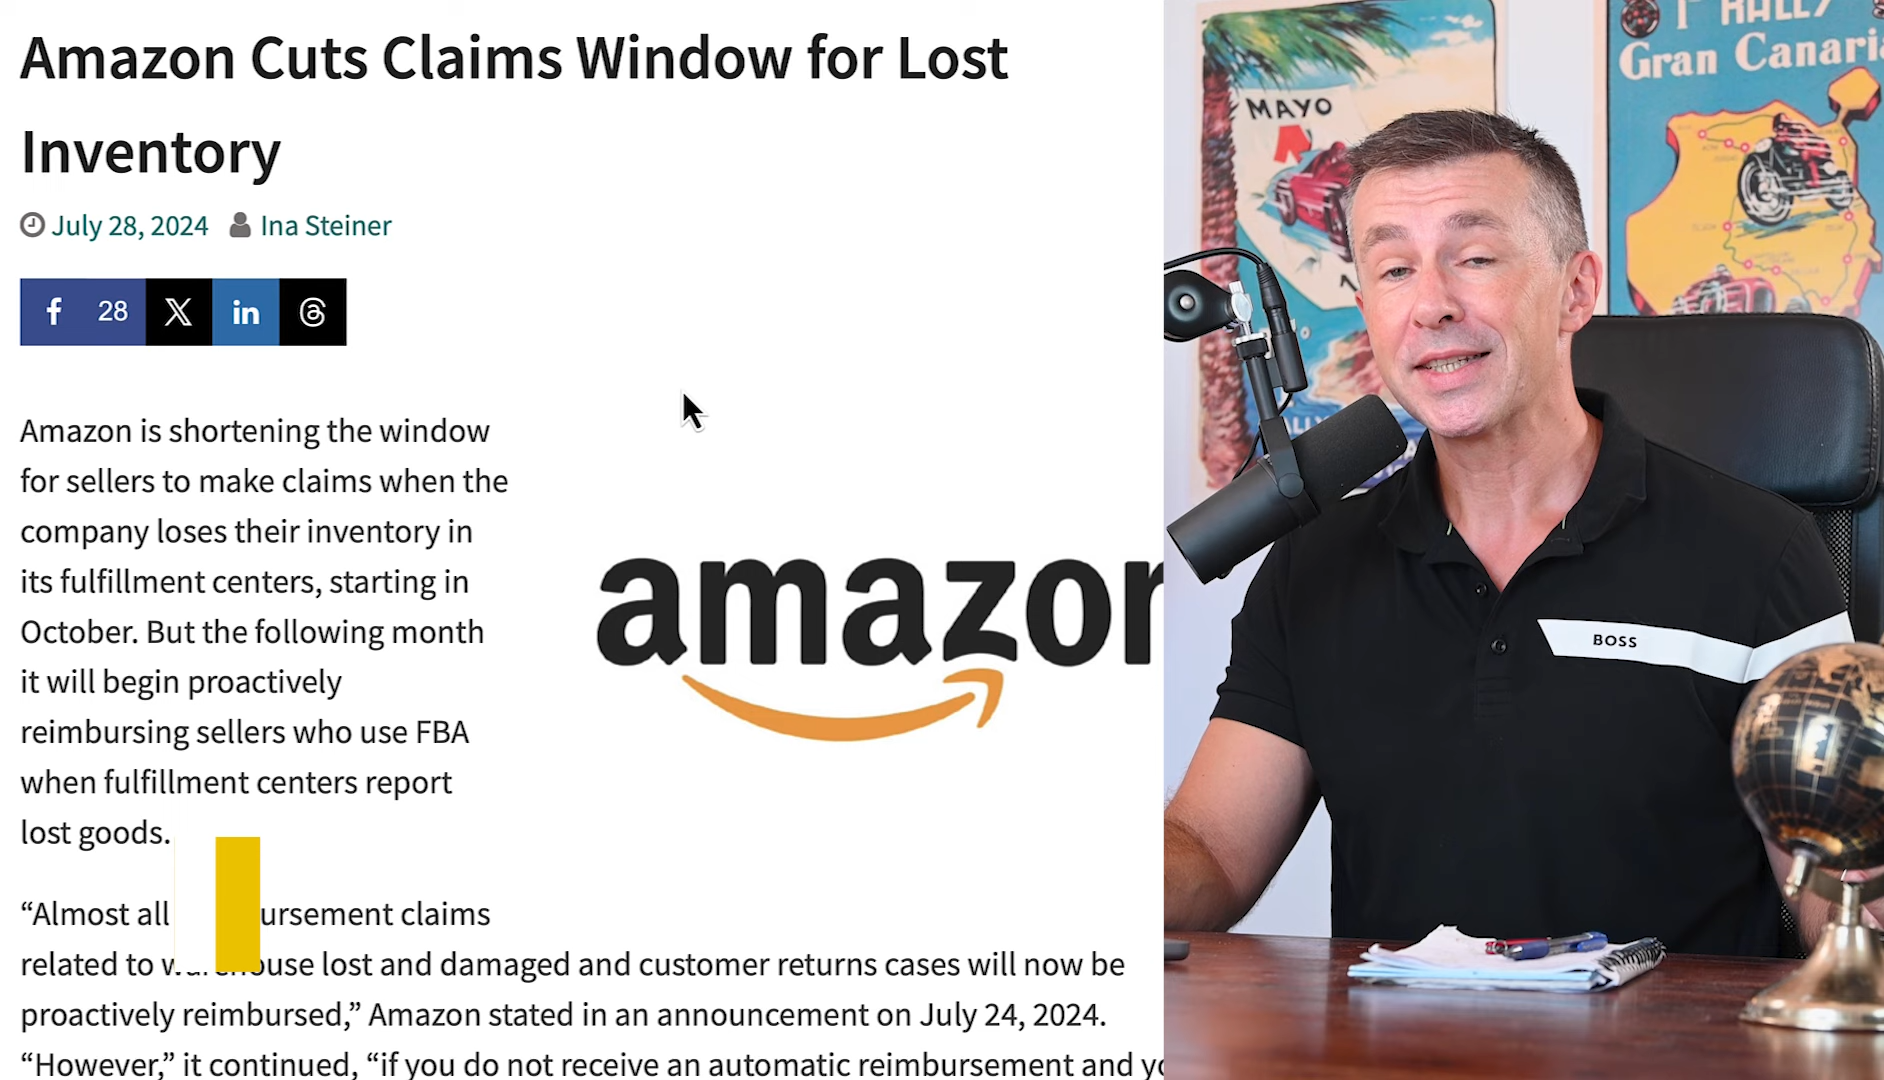 Amazon Cuts Claims Window for Lost
Inventory
July 28, 2024 Ina Steiner
f 28 X in
Amazon is shortening the window
for sellers to make claims when the
company loses their inventory in
its fulfillment centers, starting in
October. But the following month
it will begin proactively
reimbursing sellers who use FBA
when fulfillment centers report
lost goods.
“Almost all ursement claims
related to ouse lost and damaged and customer returns cases will now be
proactively reimbursed,” Amazon stated in an announcement on July 24, 2024.
“However,” it continued, “if you do not receive an automatic reimbursement and
amazon
MAYO
RALLY
Gran Canaria
BOSS